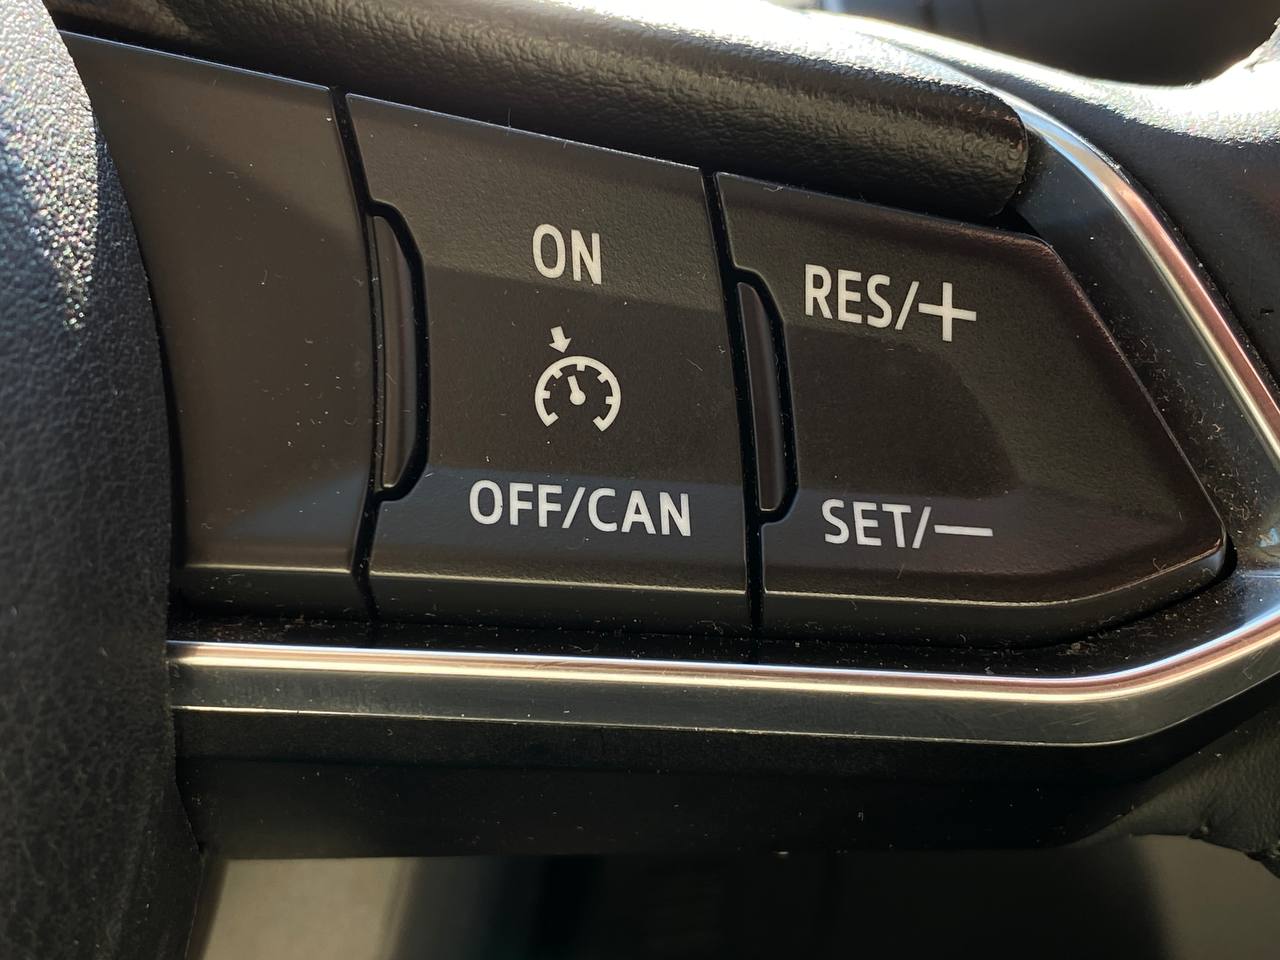 ON
OFF/CAN
RES/+
SET/—